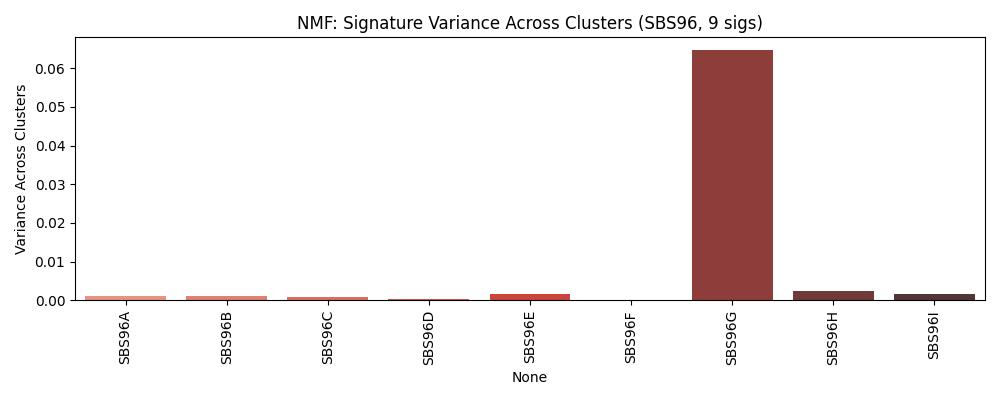 NMF: Signature Variance Across Clusters (SBS96, 9 sigs)
Variance Across Clusters
0.06
0.05
0.04
0.03
0.02
0.01
0.00
SBS96A
SBS96B
SBS96C
SBS96D
SBS96E
SBS96F
SBS96G
SBS96H
SBS96I
None